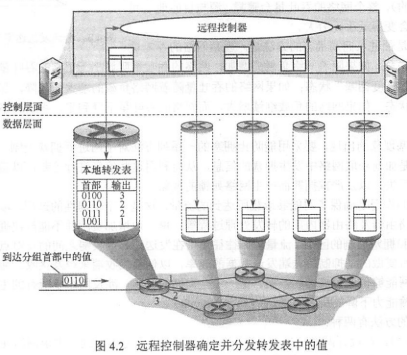 远程控制器
控制层面
数据层面
本地转发表
首部 输出
0100 3
0110 2
0111 2
1001 1
到达分组首部中的值
0110
1
2
3
图 4.2 远程控制器确定并分发转发表中的值